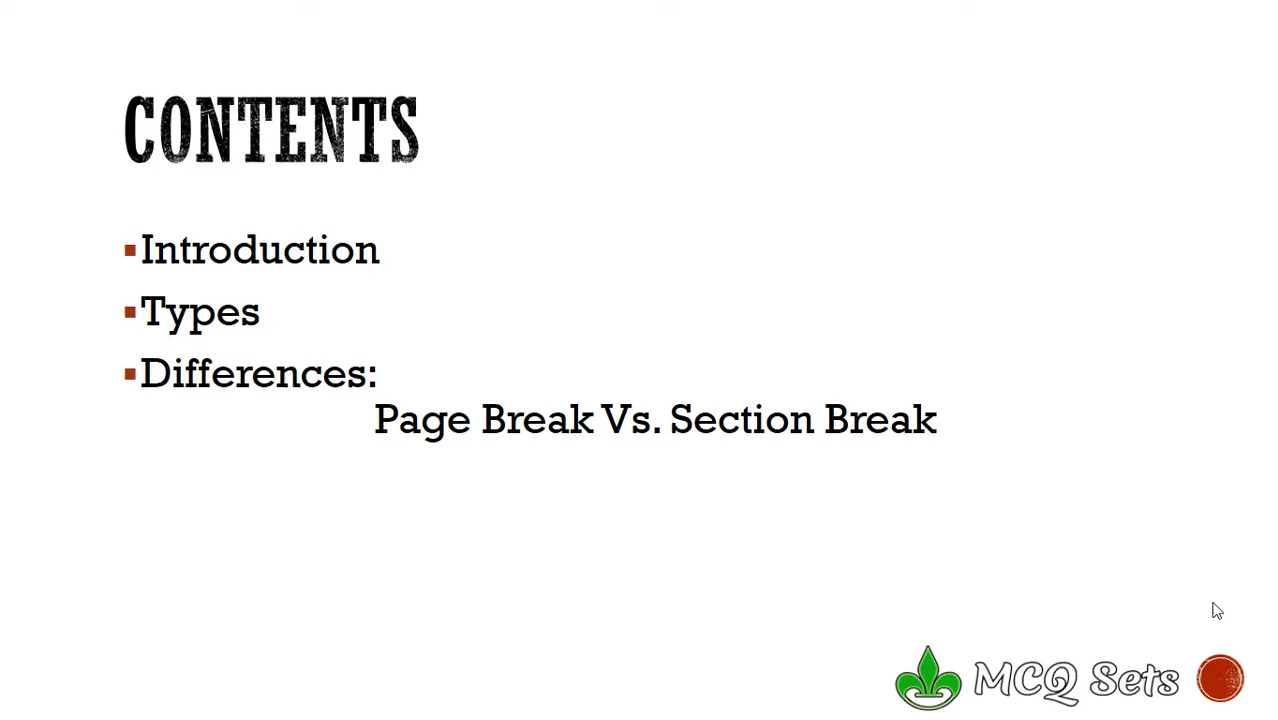 CONTENTS
Introduction
Types
Differences:
Page Break Vs. Section Break
MCQ Sets